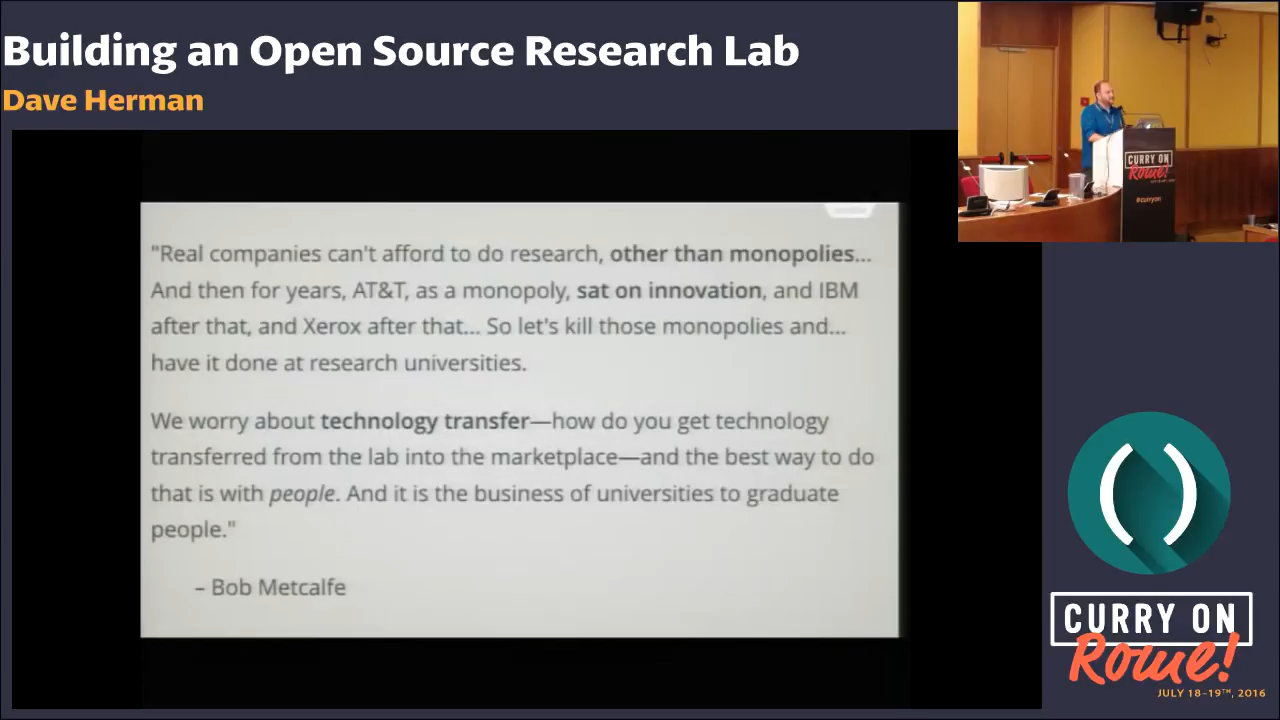 Building an Open Source Research Lab
Dave Herman
"Real companies can't afford to do research, other than monopolies...
And then for years, AT&T, as a monopoly, sat on innovation, and IBM
after that, and Xerox after that... So let's kill those monopolies and...
have it done at research universities.
We worry about technology transfer—how do you get technology
transferred from the lab into the marketplace—and the best way to do
that is with people. And it is the business of universities to graduate
people."
– Bob Metcalfe
CURRY ON
Rome!
#curryon
CURRY ON
Rome!
JULY 18-19TH, 2016